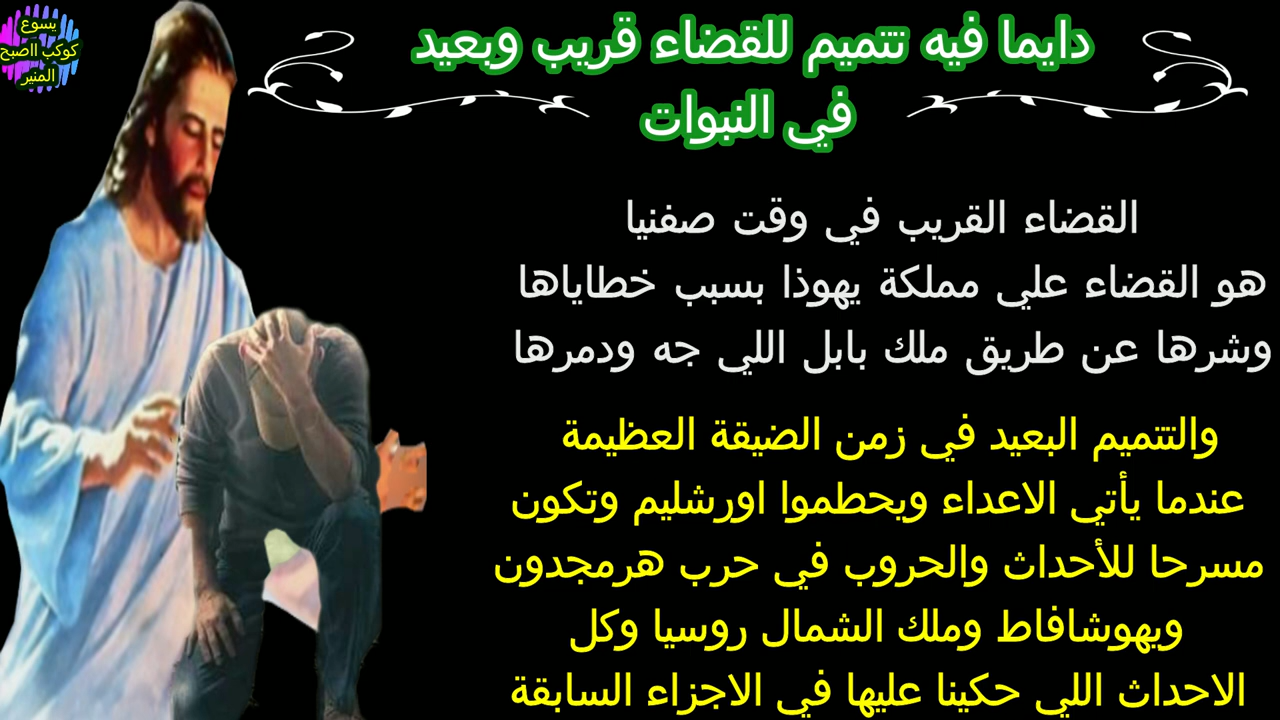 يسوع
كوكب ااصبح
المنير
دايما فيه تتميم للقضاء قريب وبعيد
في النبوات
القضاء القريب في وقت صفنيا
هو القضاء علي مملكة يهوذا بسبب خطاياها
وشرها عن طريق ملك بابل اللي جه ودمرها
والتتميم البعيد في زمن الضيقة العظيمة
عندما يأتي الاعداء ويحطموا اورشليم وتكون
مسرحا للأحداث والحروب في حرب هرمجدون
ويهوشافاط وملك الشمال روسيا وكل
الاحداث اللي حكينا عليها في الاجزاء السابقة